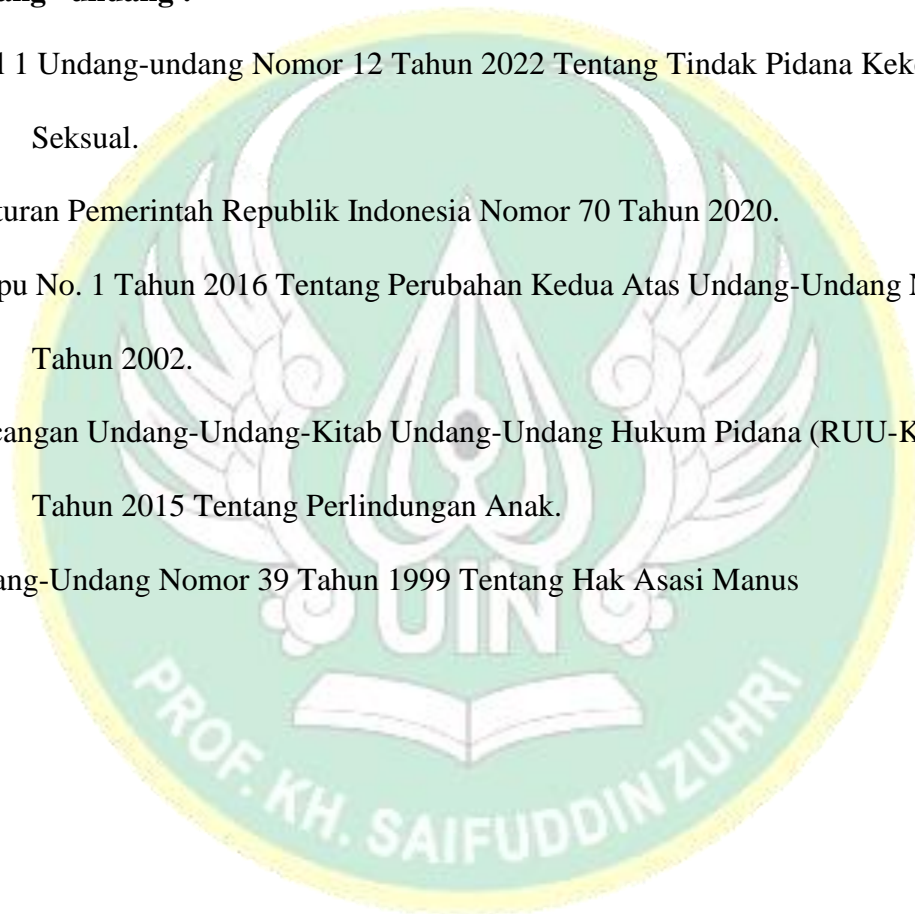 ang - undang :
l 1 Undang-undang Nomor 12 Tahun 2022 Tentang Tindak Pidana Kek
Seksual.
turan Pemerintah Republik Indonesia Nomor 70 Tahun 2020.
pu No. 1 Tahun 2016 Tentang Perubahan Kedua Atas Undang-Undang N
Tahun 2002.
cangan Undang-Undang-Kitab Undang-Undang Hukum Pidana (RUU-K
Tahun 2015 Tentang Perlindungan Anak.
ang-Undang Nomor 39 Tahun 1999 Tentang Hak Asasi Manus
UIN
PROF. KH. SAIFUDDIN ZUHRI